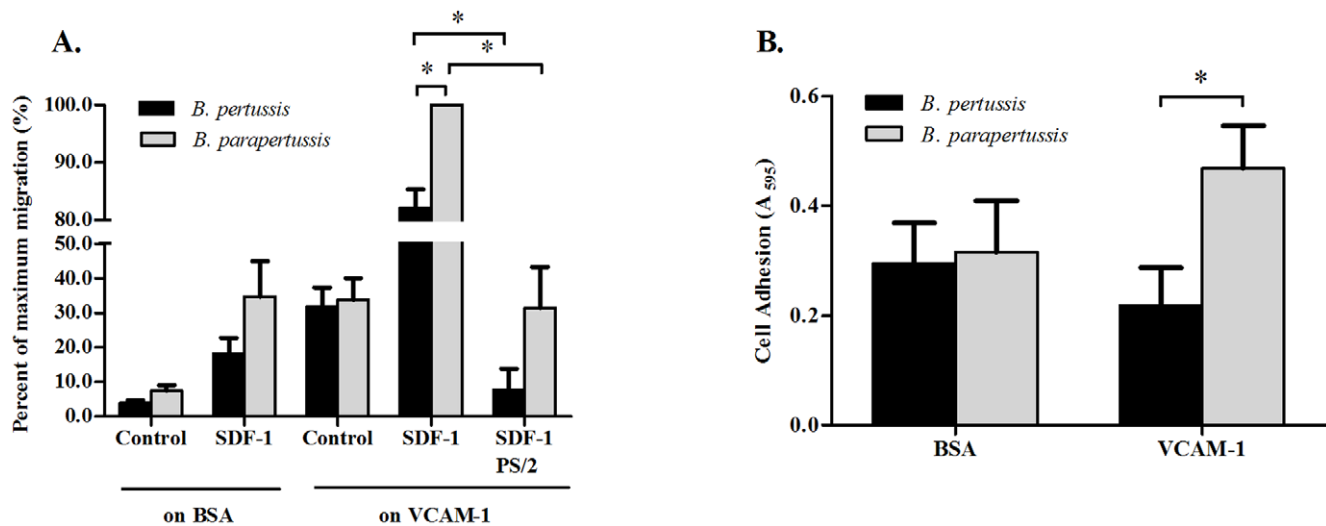 A.
Percent of maximum migration (%)
100.0
90.0
80.0
50.0
40.0
30.0
20.0
10.0
0.0
B. pertussis
B. parapertussis
*
*
*
Control SDF-1 Control SDF-1 SDF-1
PS/2
on BSA on VCAM-1
B.
Cell Adhesion (A 595)
0.6
0.4
0.2
0.0
B. pertussis
B. parapertussis
*
BSA VCAM-1